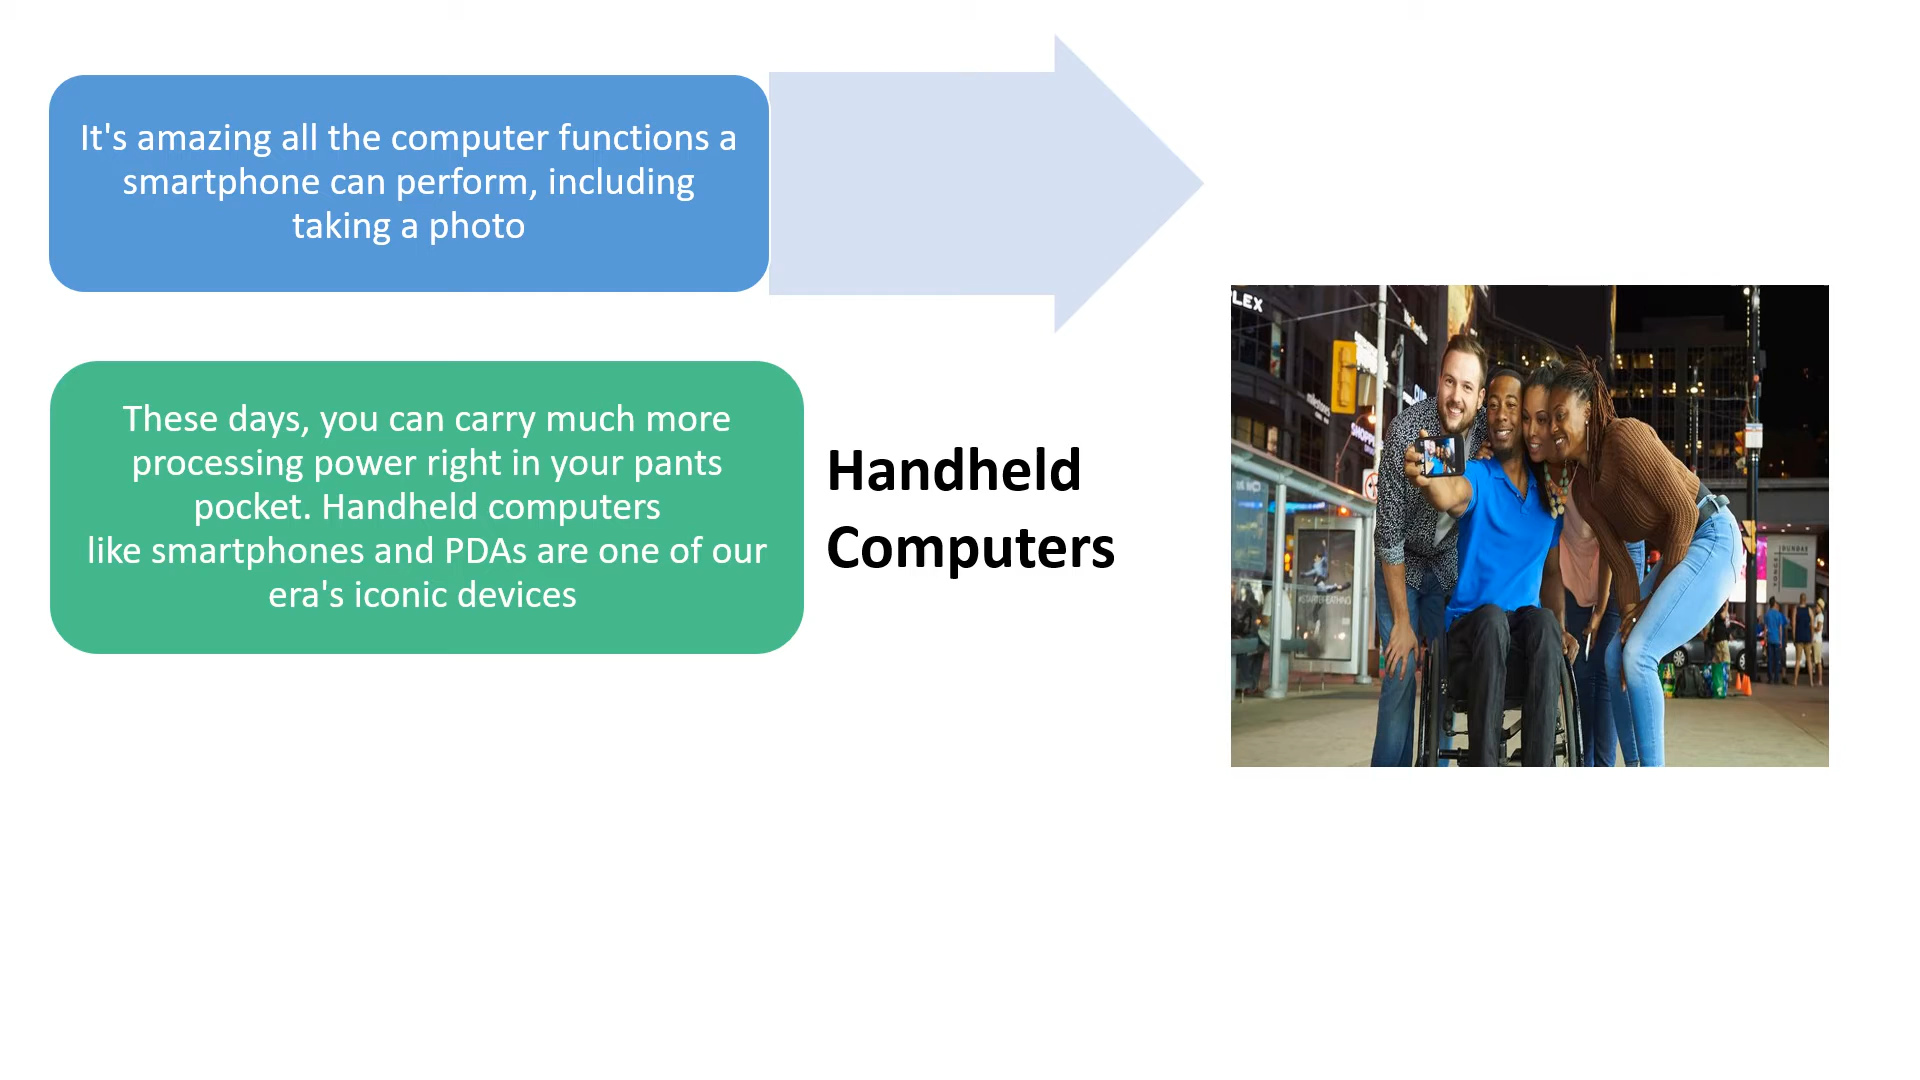 It's amazing all the computer functions a
smartphone can perform, including
taking a photo
These days, you can carry much more
processing power right in your pants
pocket. Handheld computers
like smartphones and PDAs are one of our
era's iconic devices
Handheld
Computers
LEX